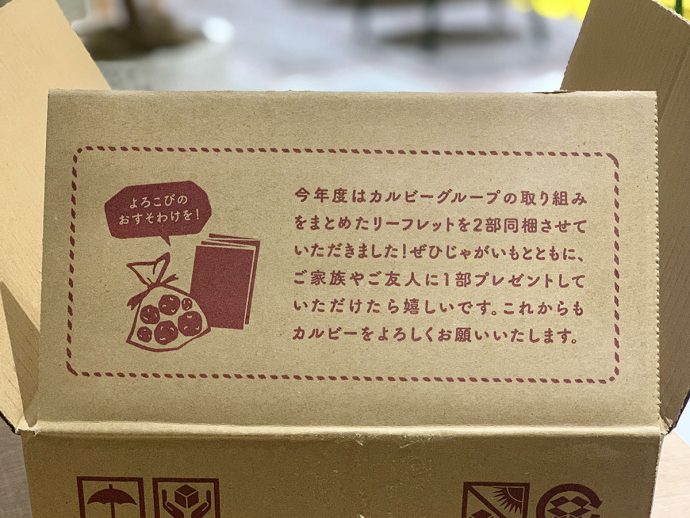 よろこびの
おすそわけを!
今年度はカルビーグループの取り組み
をまとめたリーフレットを2部同梱させて
いただきました!ぜひじゃがいもとともに、
ご家族やご友人に1部プレゼントして
いただけたら嬉しいです。これからも
カルビーをよろしくお願いいたします。